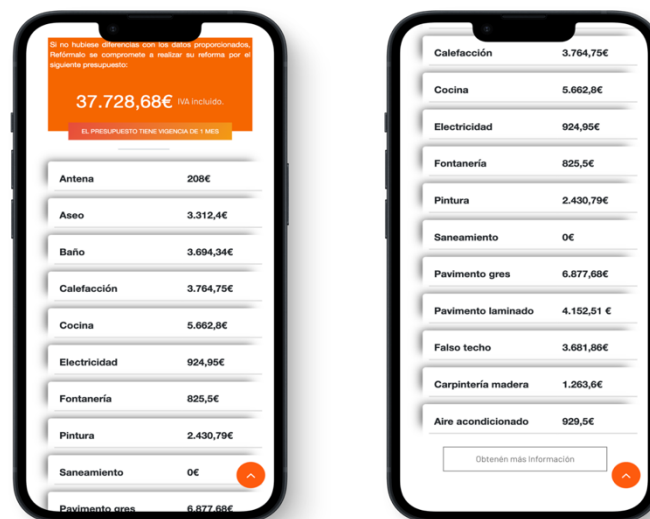 Si no hubiese diferencias con los datos proporcionados,
Refórmalo se compromete a realizar su reforma por el
siguiente presupuesto:
37.728,68€ IVA incluido.
EL PRESUPUESTO TIENE VIGENCIA DE 1 MES
Antena 208€
Aseo 3.312,4€
Baño 3.694,34€
Calefacción 3.764,75€
Cocina 5.662,8€
Electricidad 924,95€
Fontanería 825,5€
Pintura 2.430,79€
Saneamiento 0€
Pavimento gres 6.877,68€
Calefacción 3.764,75€
Cocina 5.662,8€
Electricidad 924,95€
Fontanería 825,5€
Pintura 2.430,79€
Saneamiento 0€
Pavimento gres 6.877,68€
Pavimento laminado 4.152,51 €
Falso techo 3.681,86€
Carpintería madera 1.263,6€
Aire acondicionado 929,5€
Obtenén más Información